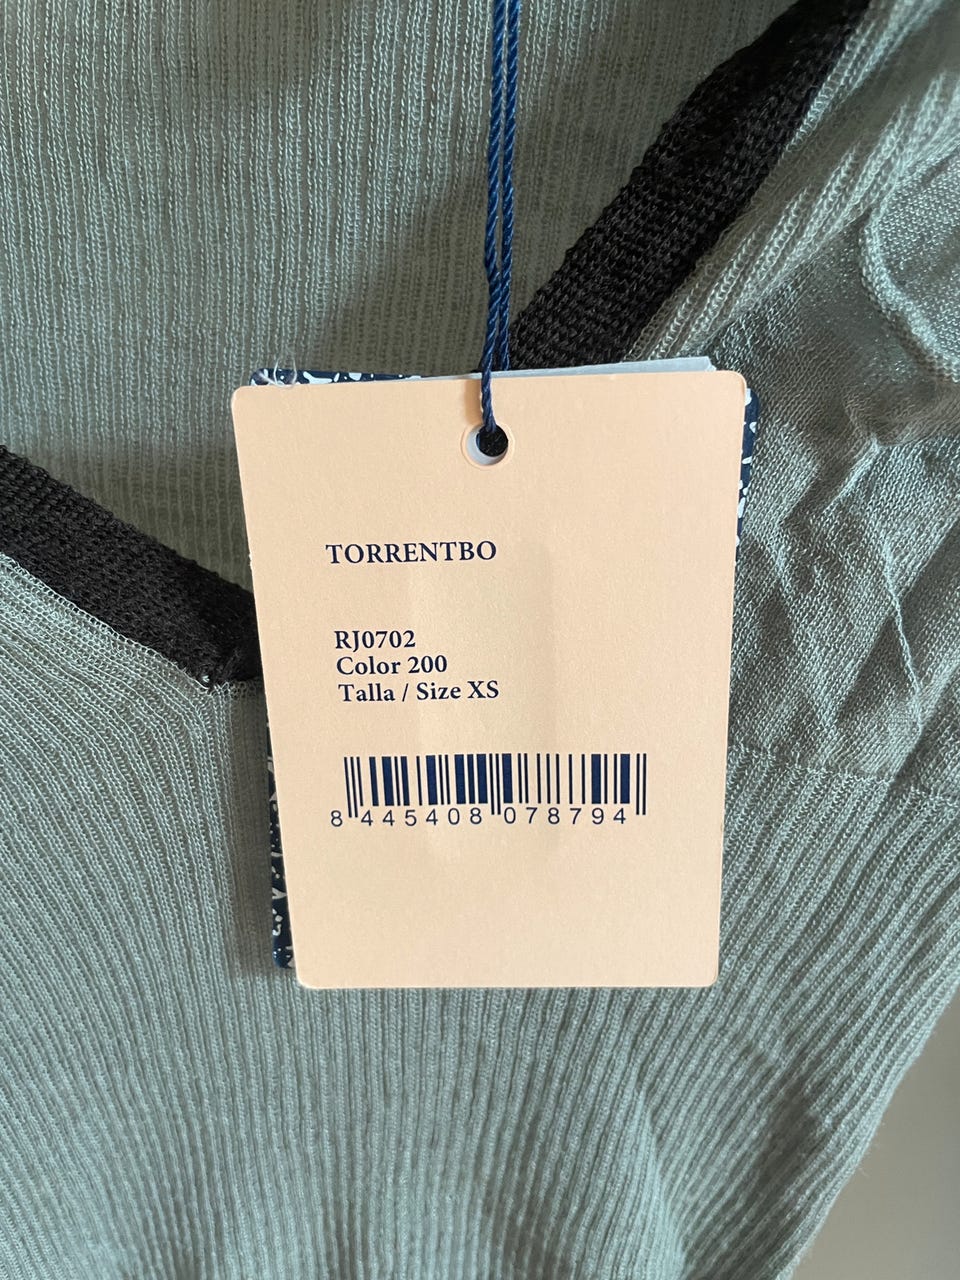 TORRENTBO
RJ0702
Color 200
Talla / Size XS
8 445408 078794